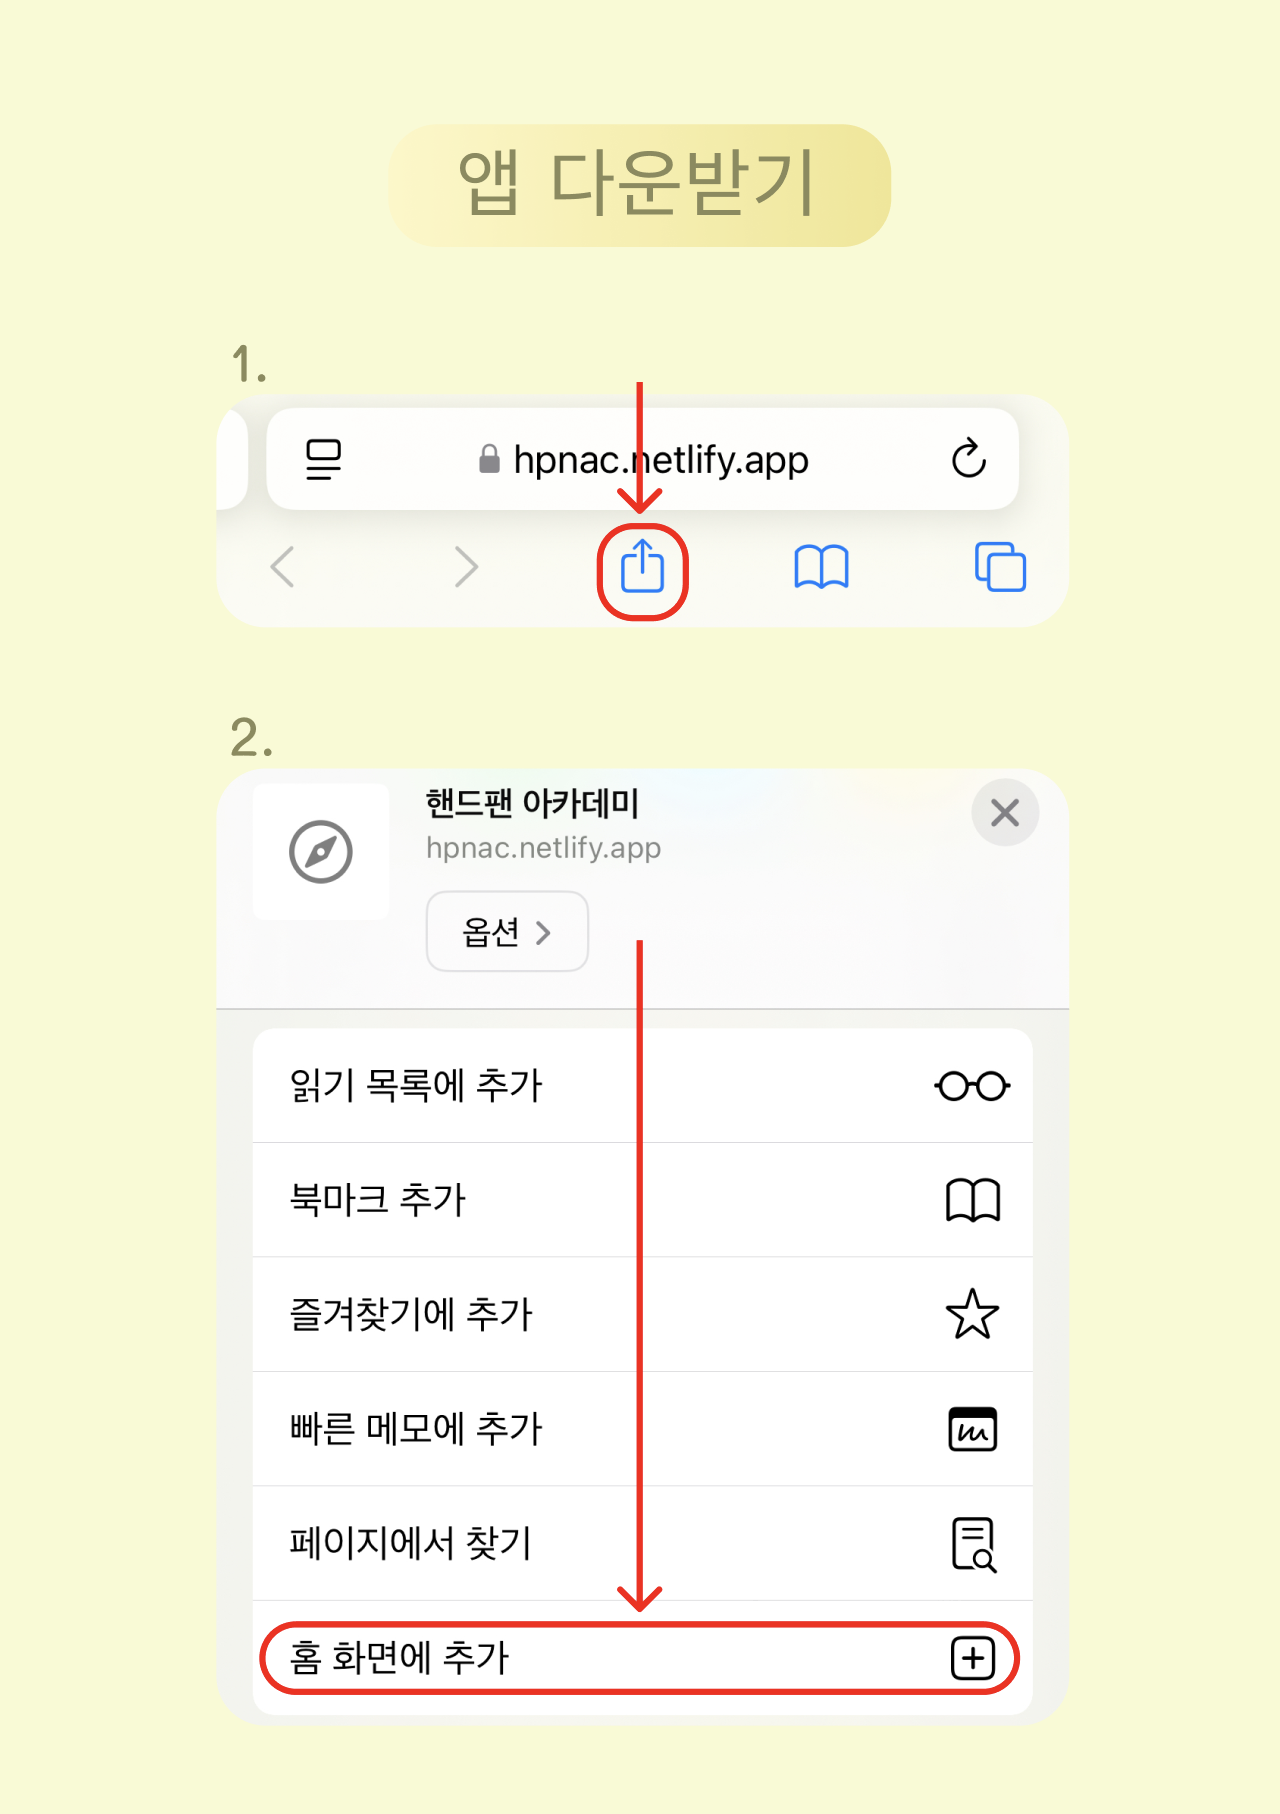 앱 다운받기
1.
hpnac.netlify.app
2.
핸드팬 아카데미
hpnac.netlify.app
옵션
읽기 목록에 추가
북마크 추가
즐겨찾기에 추가
빠른 메모에 추가
페이지에서 찾기
홈 화면에 추가